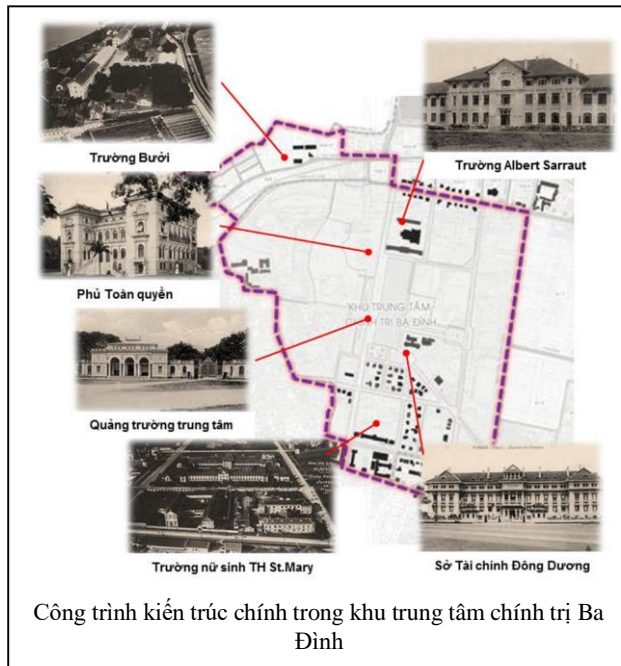 Trường Bưởi
Trường Albert Sarraut
Phủ Toàn quyền
KHU TRUNG TÂM
CHÍNH TRỊ BA ĐÌNH
Quảng trường trung tâm
Trường nữ sinh TH St.Mary
Sở Tài chính Đông Dương
Công trình kiến trúc chính trong khu trung tâm chính trị Ba
Đình